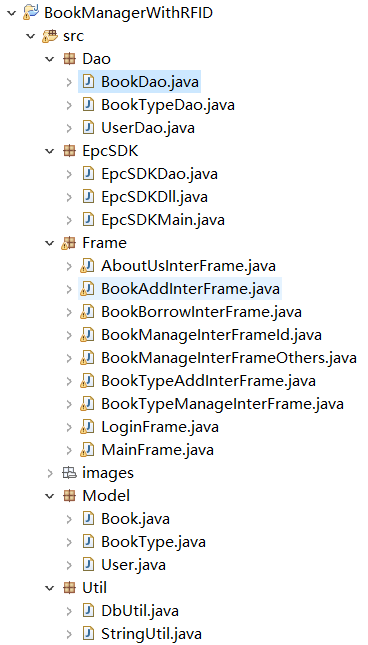 BookManagerWithRFID
src
Dao
BookDao.java
BookTypeDao.java
UserDao.java
EpcSDK
EpcSDKDao.java
EpcSDKDll.java
EpcSDKMain.java
Frame
AboutUsInterFrame.java
BookAddInterFrame.java
BookBorrowInterFrame.java
BookManageInterFrameId.java
BookManageInterFrameOthers.java
BookTypeAddInterFrame.java
BookTypeManageInterFrame.java
LoginFrame.java
MainFrame.java
images
Model
Book.java
BookType.java
User.java
Util
DbUtil.java
StringUtil.java